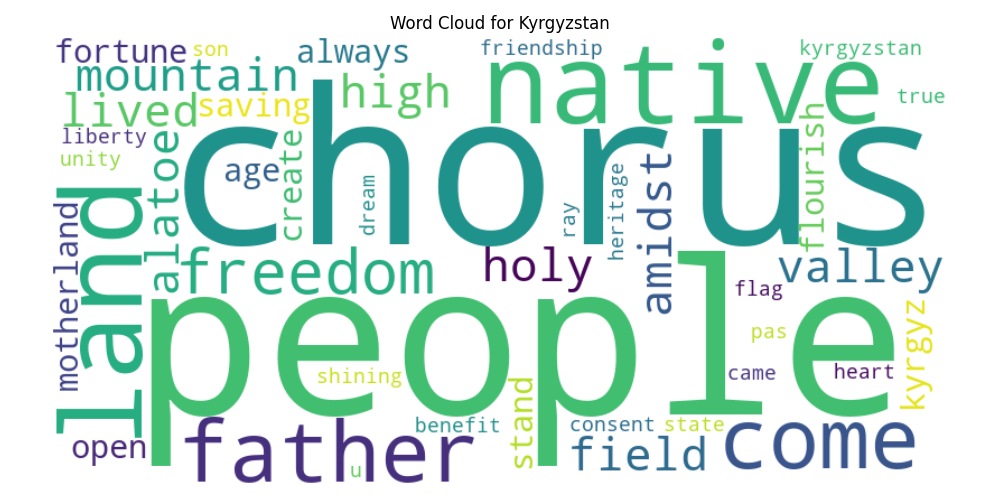 Word Cloud for Kyrgyzstan
fortune
son
always
friendship
kyrgyzstan
mountain
high
native
true
lived
saving
liberty
unity
allatoe
age
create
chorus
dream
ray
heritage
amidst
flourish
land
motherland
freedom
holy
valley
people
flag
pas
kyrgyz
shining
came
heart
open
father
u
benefit
stand
consent
state
field
come